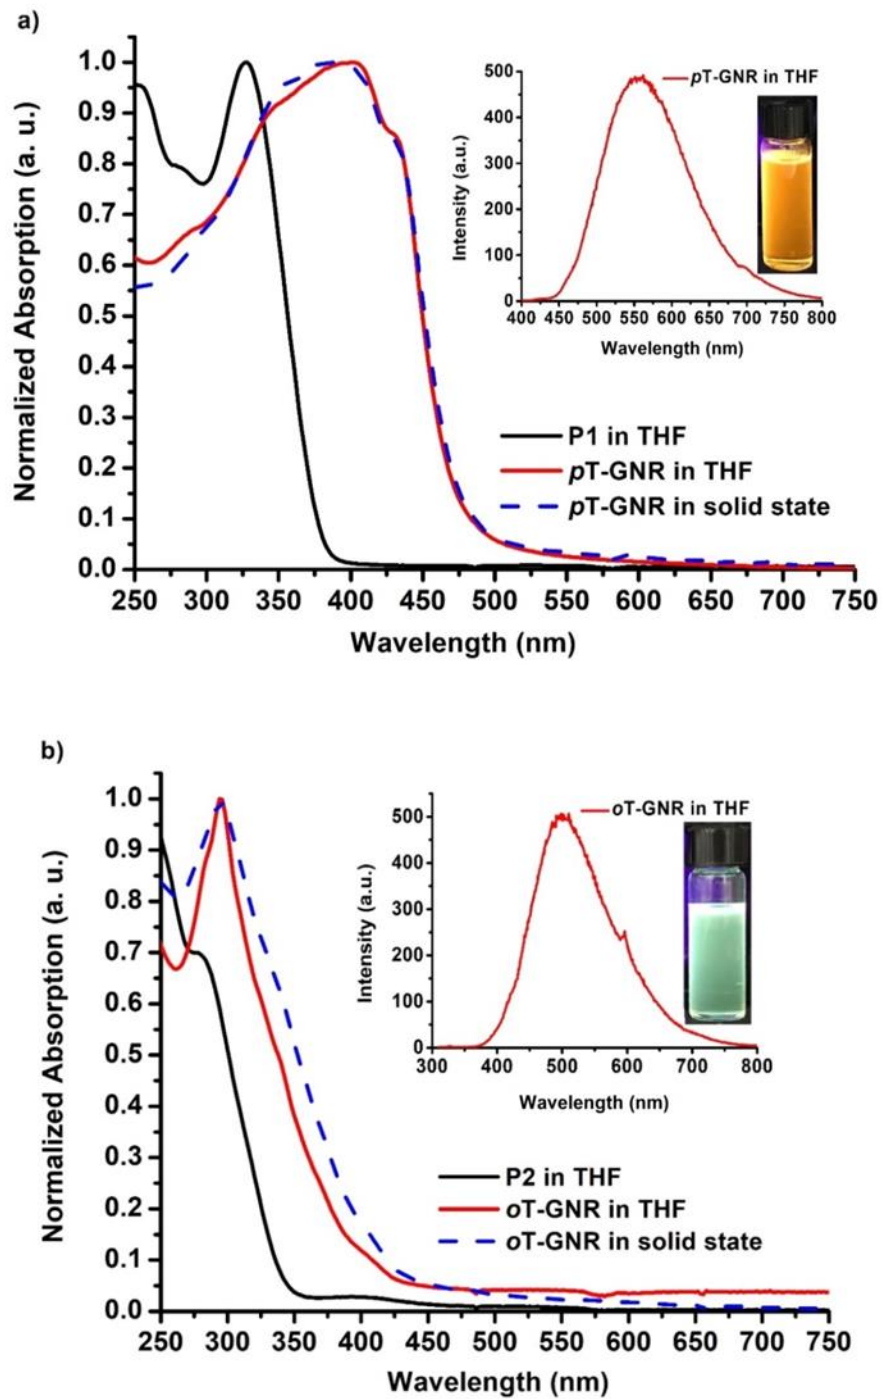 a)
Normalized Absorption (a. u.)
1.0
0.9
0.8
0.7
0.6
0.5
0.4
0.3
0.2
0.1
0.0
250 300 350 400 450 500 550 600 650 700 750
Wavelength (nm)
P1 in THF
pT-GNR in THF
pT-GNR in solid state
pT-GNR in THF
Intensity (a.u.)
500
400
300
200
100
0
400 450 500 550 600 650 700 750 800
Wavelength (nm)
b)
Normalized Absorption (a. u.)
1.0
0.9
0.8
0.7
0.6
0.5
0.4
0.3
0.2
0.1
0.0
250 300 350 400 450 500 550 600 650 700 750
Wavelength (nm)
P2 in THF
oT-GNR in THF
oT-GNR in solid state
oT-GNR in THF
Intensity (a.u.)
500
400
300
200
100
0
300 400 500 600 700 800
Wavelength (nm)